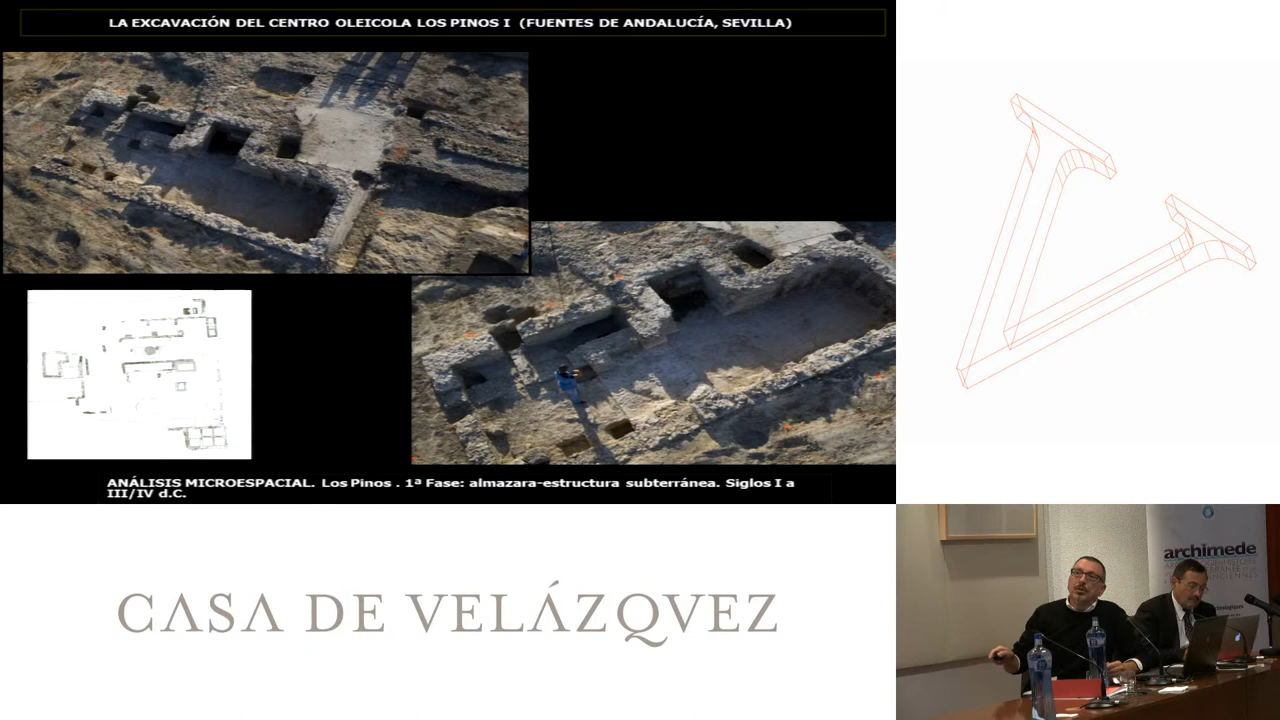 LA EXCAVACIÓN DEL CENTRO OLEICOLA LOS PINOS I (FUENTES DE ANDALUCÍA, SEVILLA)
ANÁLISIS MICROESPACIAL. Los Pinos . 1ª Fase: almazara-estructura subterránea. Siglos I a
III/IV d.C.
CASA DE VELÁZQVEZ
archimede